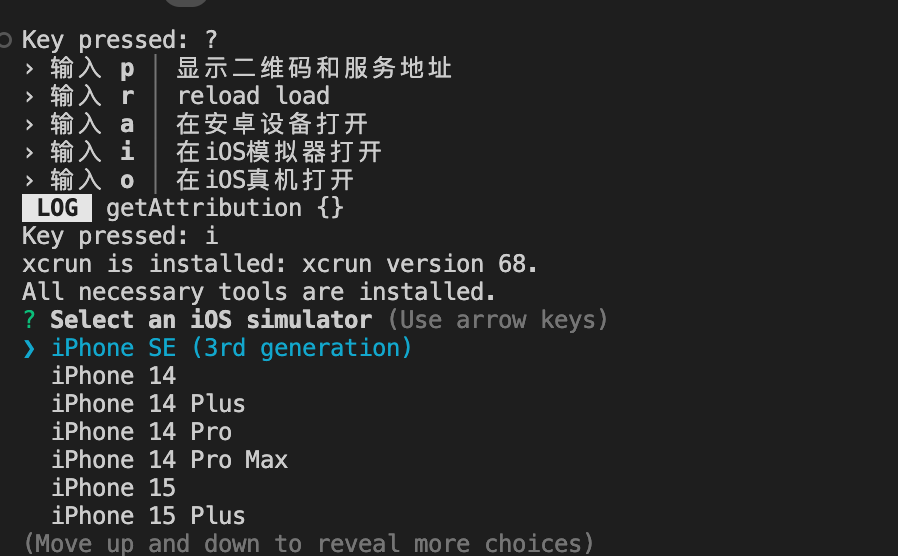 Key pressed: ?
› 输入 p │ 显示二维码和服务地址
› 输入 r │ reload load
› 输入 a │ 在安卓设备打开
› 输入 i │ 在iOS模拟器打开
› 输入 o │ 在iOS真机打开
LOG getAttribution {}
Key pressed: i
xcrun is installed: xcrun version 68.
All necessary tools are installed.
? Select an iOS simulator (Use arrow keys)
❯ iPhone SE (3rd generation)
iPhone 14
iPhone 14 Plus
iPhone 14 Pro
iPhone 14 Pro Max
iPhone 15
iPhone 15 Plus
(Move up and down to reveal more choices)